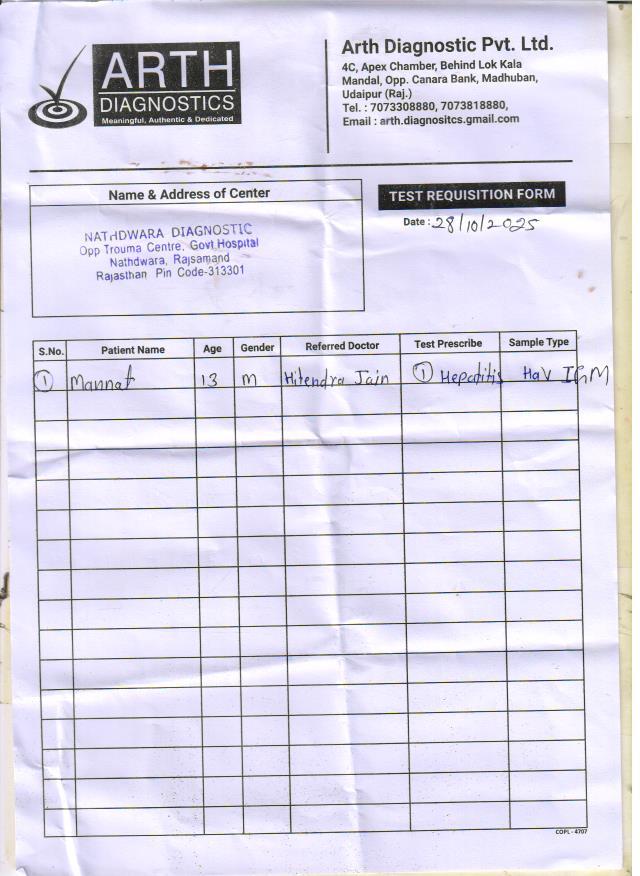 ARTH
DIAGNOSTICS
Meaningful, Authentic & Dedicated
Arth Diagnostic Pvt. Ltd.
4C, Apex Chamber, Behind Lok Kala
Mandal, Opp. Canara Bank, Madhuban,
Udaipur (Raj.)
Tel. : 7073308880, 7073818880,
Email : arth.diagnositcs.gmail.com
Name & Address of Center
NATHDWARA DIAGNOSTIC
Opp Trouma Centre, Govt Hospital
Nathdwara, Rajsamand
Rajasthan Pin Code-313301
TEST REQUISITION FORM
Date : 28/10/2025
S.No. Patient Name Age Gender Referred Doctor Test Prescribe Sample Type
1 Mannat 13 m Hitendra Jain 1 Hepatitis HaV IGM
COPL - 4707